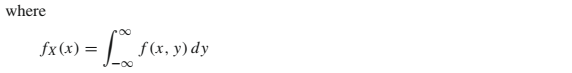 where
fX(x) = ∫_{-∞}^{∞} f(x, y) dy